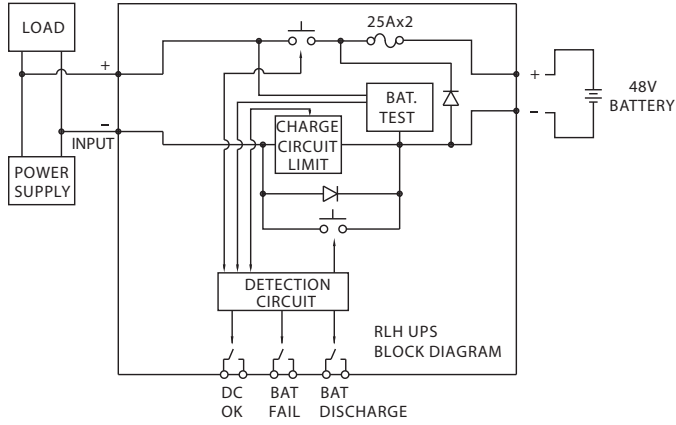 LOAD
25Ax2
+
+
48V
BATTERY
BAT.
TEST
–
–
INPUT
CHARGE
CIRCUIT
LIMIT
POWER
SUPPLY
DETECTION
CIRCUIT
RLH UPS
BLOCK DIAGRAM
DC
OK
BAT
FAIL
BAT
DISCHARGE